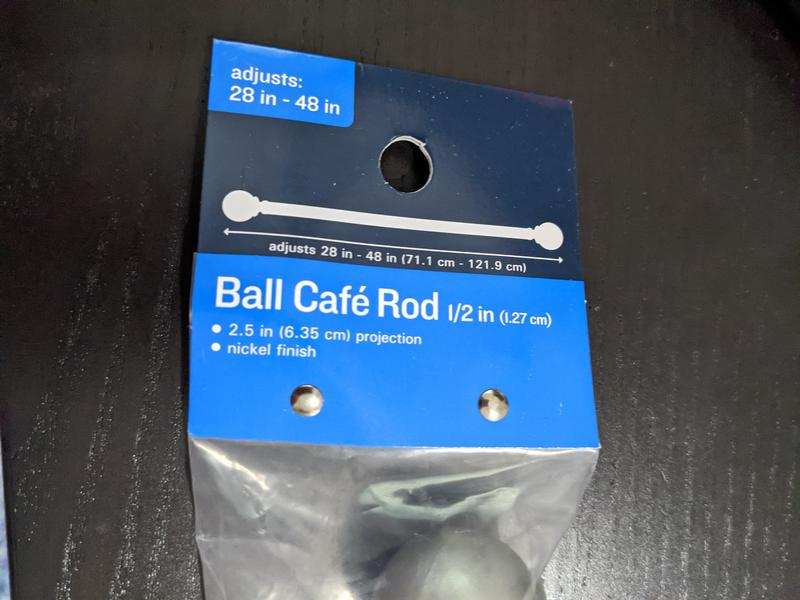 adjusts:
28 in - 48 in
adjusts 28 in - 48 in (71.1 cm - 121.9 cm)
Ball Café Rod 1/2 in (1.27 cm)
• 2.5 in (6.35 cm) projection
• nickel finish